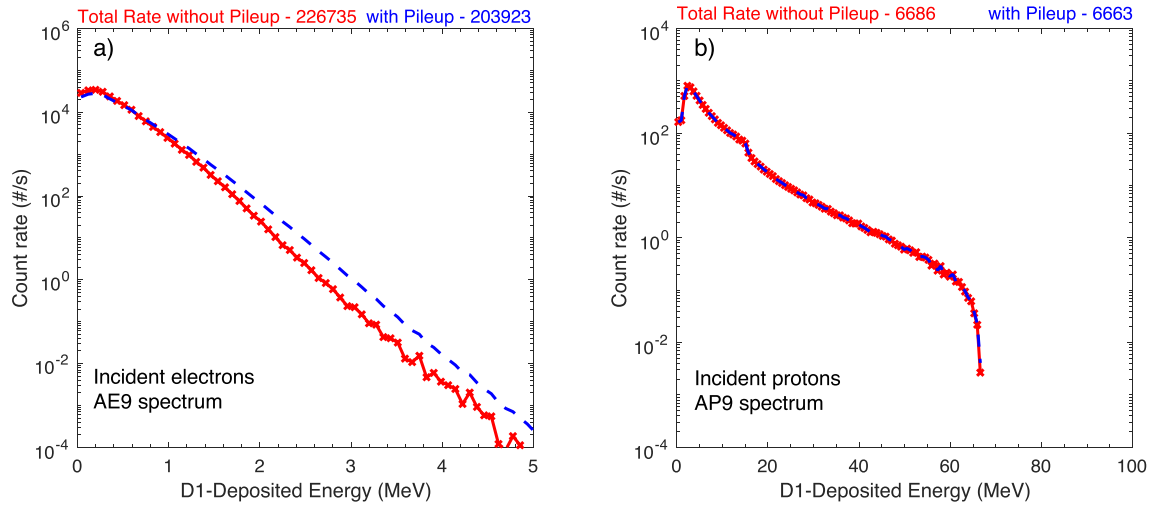 Total Rate without Pileup - 226735 with Pileup - 203923
a)
10^6
10^4
10^2
10^0
10^-2
10^-4
Count rate (#/s)
Incident electrons
AE9 spectrum
0 1 2 3 4 5
D1-Deposited Energy (MeV)
Total Rate without Pileup - 6686 with Pileup - 6663
b)
10^4
10^2
10^0
10^-2
10^-4
Count rate (#/s)
Incident protons
AP9 spectrum
0 20 40 60 80 100
D1-Deposited Energy (MeV)